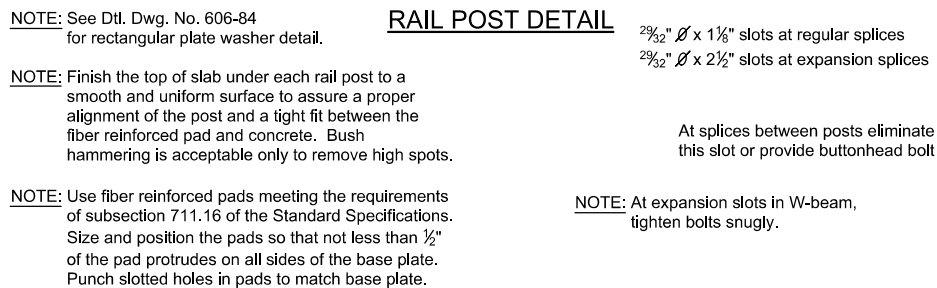 RAIL POST DETAIL
NOTE: See Dtl. Dwg. No. 606-84
for rectangular plate washer detail.
NOTE: Finish the top of slab under each rail post to a
smooth and uniform surface to assure a proper
alignment of the post and a tight fit between the
fiber reinforced pad and concrete. Bush
hammering is acceptable only to remove high spots.
NOTE: Use fiber reinforced pads meeting the requirements
of subsection 711.16 of the Standard Specifications.
Size and position the pads so that not less than ½"
of the pad protrudes on all sides of the base plate.
Punch slotted holes in pads to match base plate.
29/32" Ø x 1⅛" slots at regular splices
29/32" Ø x 2½" slots at expansion splices
At splices between posts eliminate
this slot or provide buttonhead bolt
NOTE: At expansion slots in W-beam,
tighten bolts snugly.